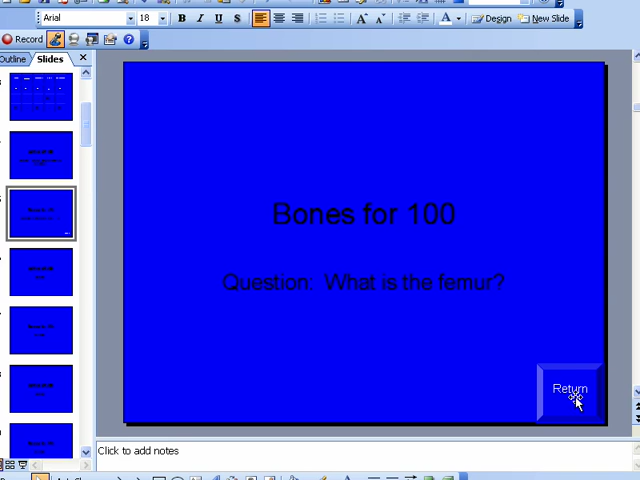 Arial 18 B I U S A A A Design New Slide
Record
Outline Slides
Bones for 100
Question: What is the femur?
Return
Click to add notes